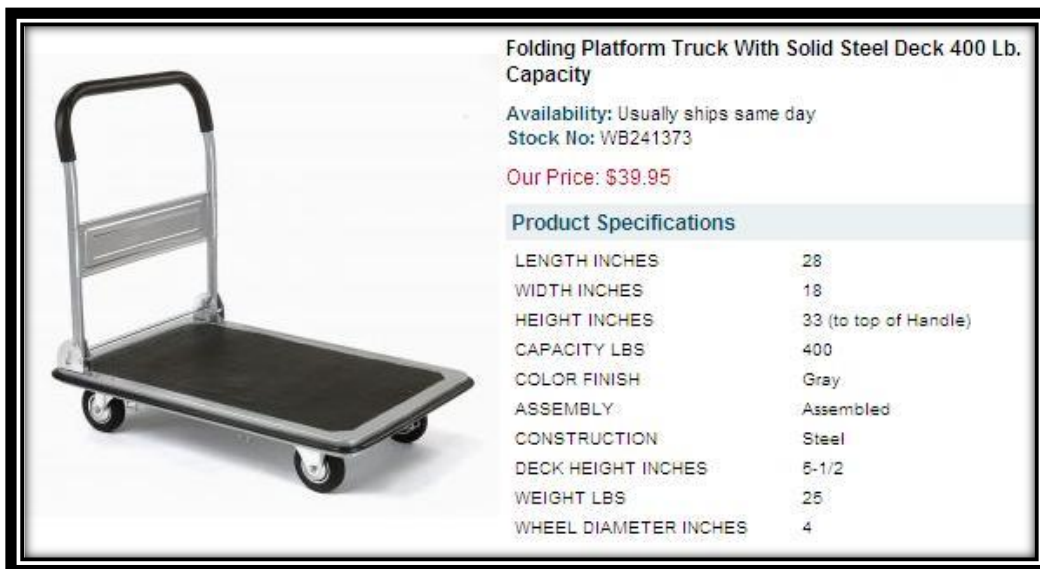 Folding Platform Truck With Solid Steel Deck 400 Lb.
Capacity
Availability: Usually ships same day
Stock No: WB241373
Our Price: $39.95
Product Specifications
LENGTH INCHES 28
WIDTH INCHES 18
HEIGHT INCHES 33 (to top of Handle)
CAPACITY LBS 400
COLOR FINISH Gray
ASSEMBLY Assembled
CONSTRUCTION Steel
DECK HEIGHT INCHES 5-1/2
WEIGHT LBS 25
WHEEL DIAMETER INCHES 4